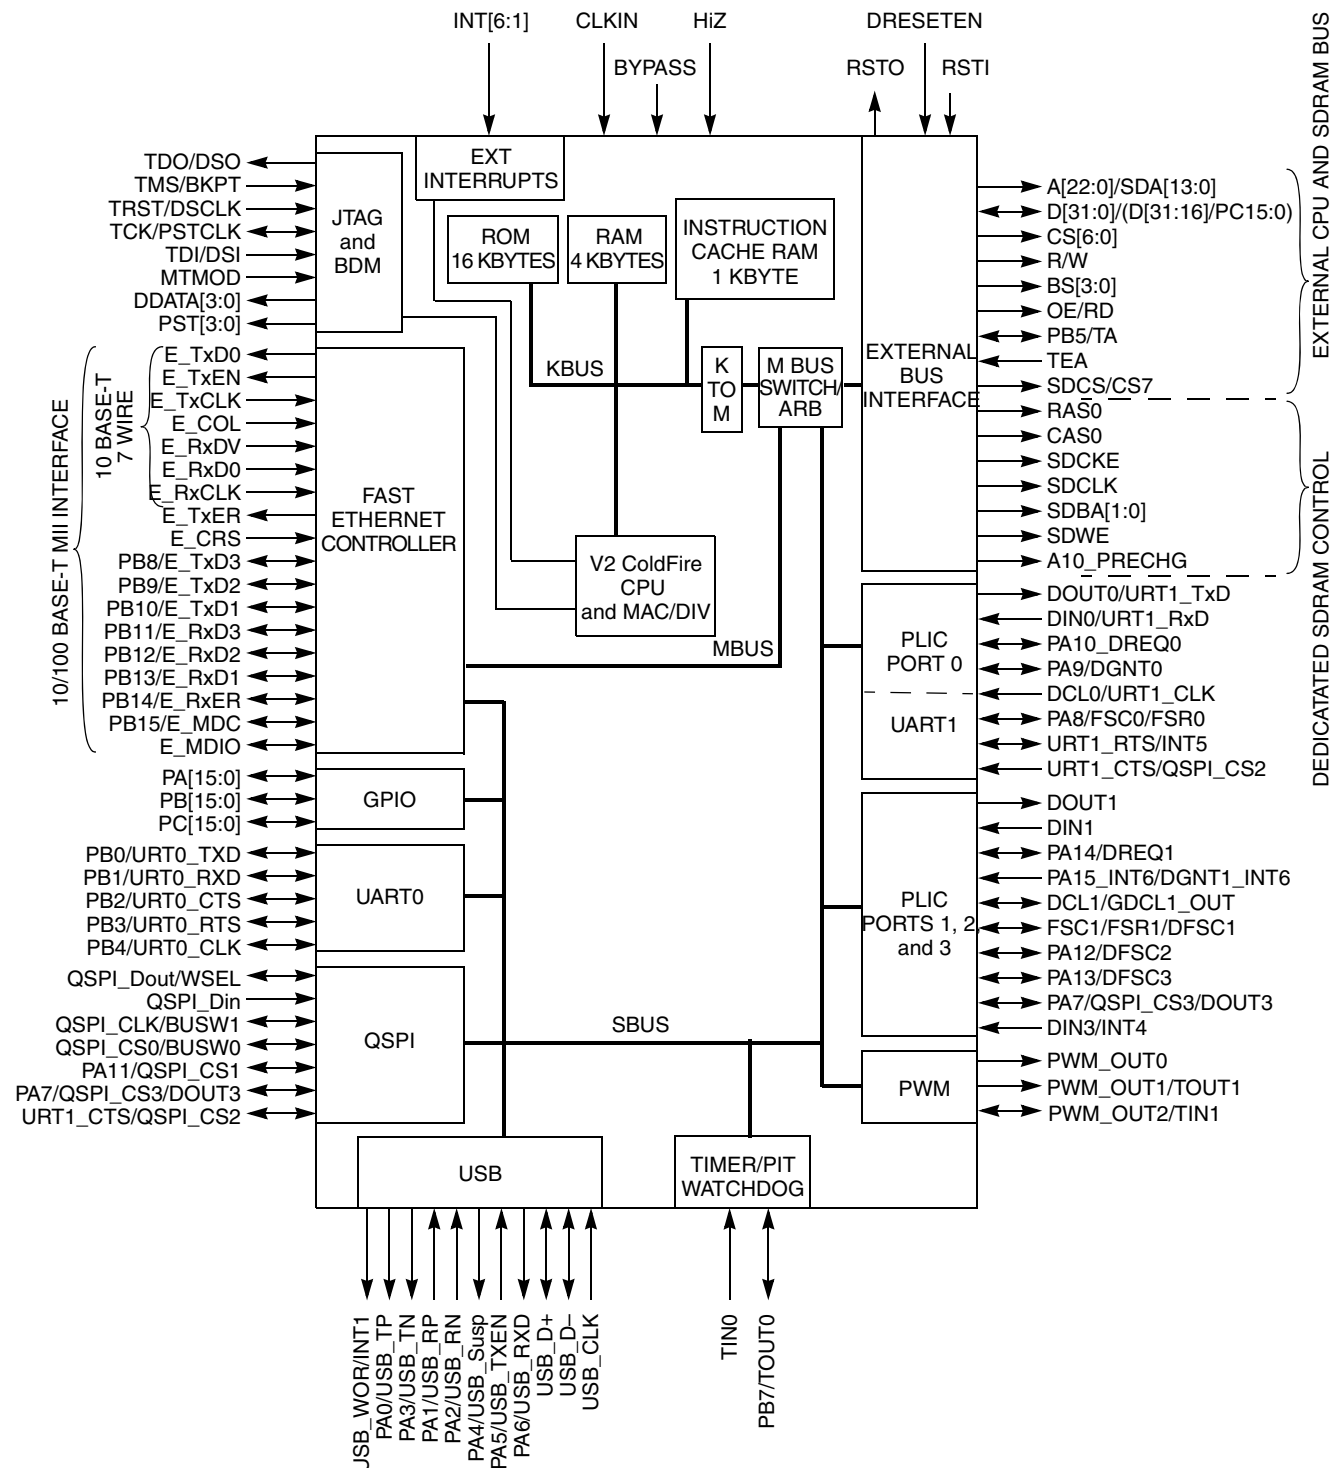 INT[6:1]
CLKIN
HiZ
DRESETEN
BYPASS
RSTO
RSTI
EXTERNAL CPU AND SDRAM BUS
DEDICATATED SDRAM CONTROL
TDO/DSO
TMS/BKPT
TRST/DSCLK
TCK/PSTCLK
TDI/DSI
MTMOD
DDATA[3:0]
PST[3:0]
JTAG
and
BDM
EXT
INTERRUPTS
ROM
16 KBYTES
RAM
4 KBYTES
INSTRUCTION
CACHE RAM
1 KBYTE
KBUS
K
TO
M
M BUS
SWITCH/
ARB
EXTERNAL
BUS
INTERFACE
A[22:0]/SDA[13:0]
D[31:0]/(D[31:16]/PC15:0)
CS[6:0]
R/W
BS[3:0]
OE/RD
PB5/TA
TEA
SDCS/CS7
RAS0
CAS0
SDCKE
SDCLK
SDBA[1:0]
SDWE
A10_PRECHG
10/100 BASE-T MII INTERFACE
10 BASE-T
7 WIRE
E_TxD0
E_TxEN
E_TxCLK
E_COL
E_RxDV
E_RxD0
E_RxCLK
E_TxER
E_CRS
PB8/E_TxD3
PB9/E_TxD2
PB10/E_TxD1
PB11/E_RxD3
PB12/E_RxD2
PB13/E_RxD1
PB14/E_RxER
PB15/E_MDC
E_MDIO
FAST
ETHERNET
CONTROLLER
V2 ColdFire
CPU
and MAC/DIV
MBUS
PLIC
PORT 0
UART1
DOUT0/URT1_TxD
DIN0/URT1_RxD
PA10_DREQ0
PA9/DGNT0
DCL0/URT1_CLK
PA8/FSC0/FSR0
URT1_RTS/INT5
URT1_CTS/QSPI_CS2
PA[15:0]
PB[15:0]
PC[15:0]
GPIO
PB0/URT0_TXD
PB1/URT0_RXD
PB2/URT0_CTS
PB3/URT0_RTS
PB4/URT0_CLK
UART0
PLIC
PORTS 1, 2,
and 3
DOUT1
DIN1
PA14/DREQ1
PA15_INT6/DGNT1_INT6
DCL1/GDCL1_OUT
FSC1/FSR1/DFSC1
PA12/DFSC2
PA13/DFSC3
PA7/QSPI_CS3/DOUT3
DIN3/INT4
QSPI_Dout/WSEL
QSPI_Din
QSPI_CLK/BUSW1
QSPI_CS0/BUSW0
PA11/QSPI_CS1
PA7/QSPI_CS3/DOUT3
URT1_CTS/QSPI_CS2
QSPI
SBUS
PWM
PWM_OUT0
PWM_OUT1/TOUT1
PWM_OUT2/TIN1
USB
TIMER/PIT
WATCHDOG
USB_WOR/INT1
PA0/USB_TP
PA3/USB_TN
PA1/USB_RP
PA2/USB_RN
PA4/USB_Susp
PA5/USB_TXEN
PA6/USB_RXD
USB_D+
USB_D–
USB_CLK
TIN0
PB7/TOUT0